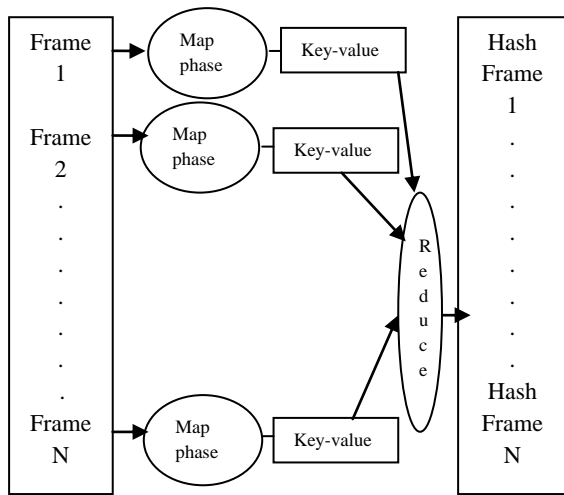 Frame
1
Frame
2
.
.
.
.
.
.
.
Frame
N
Map
phase
Key-value
Map
phase
Key-value
Map
phase
Key-value
R
e
d
u
c
e
Hash
Frame
1
.
.
.
.
.
.
.
.
Hash
Frame
N